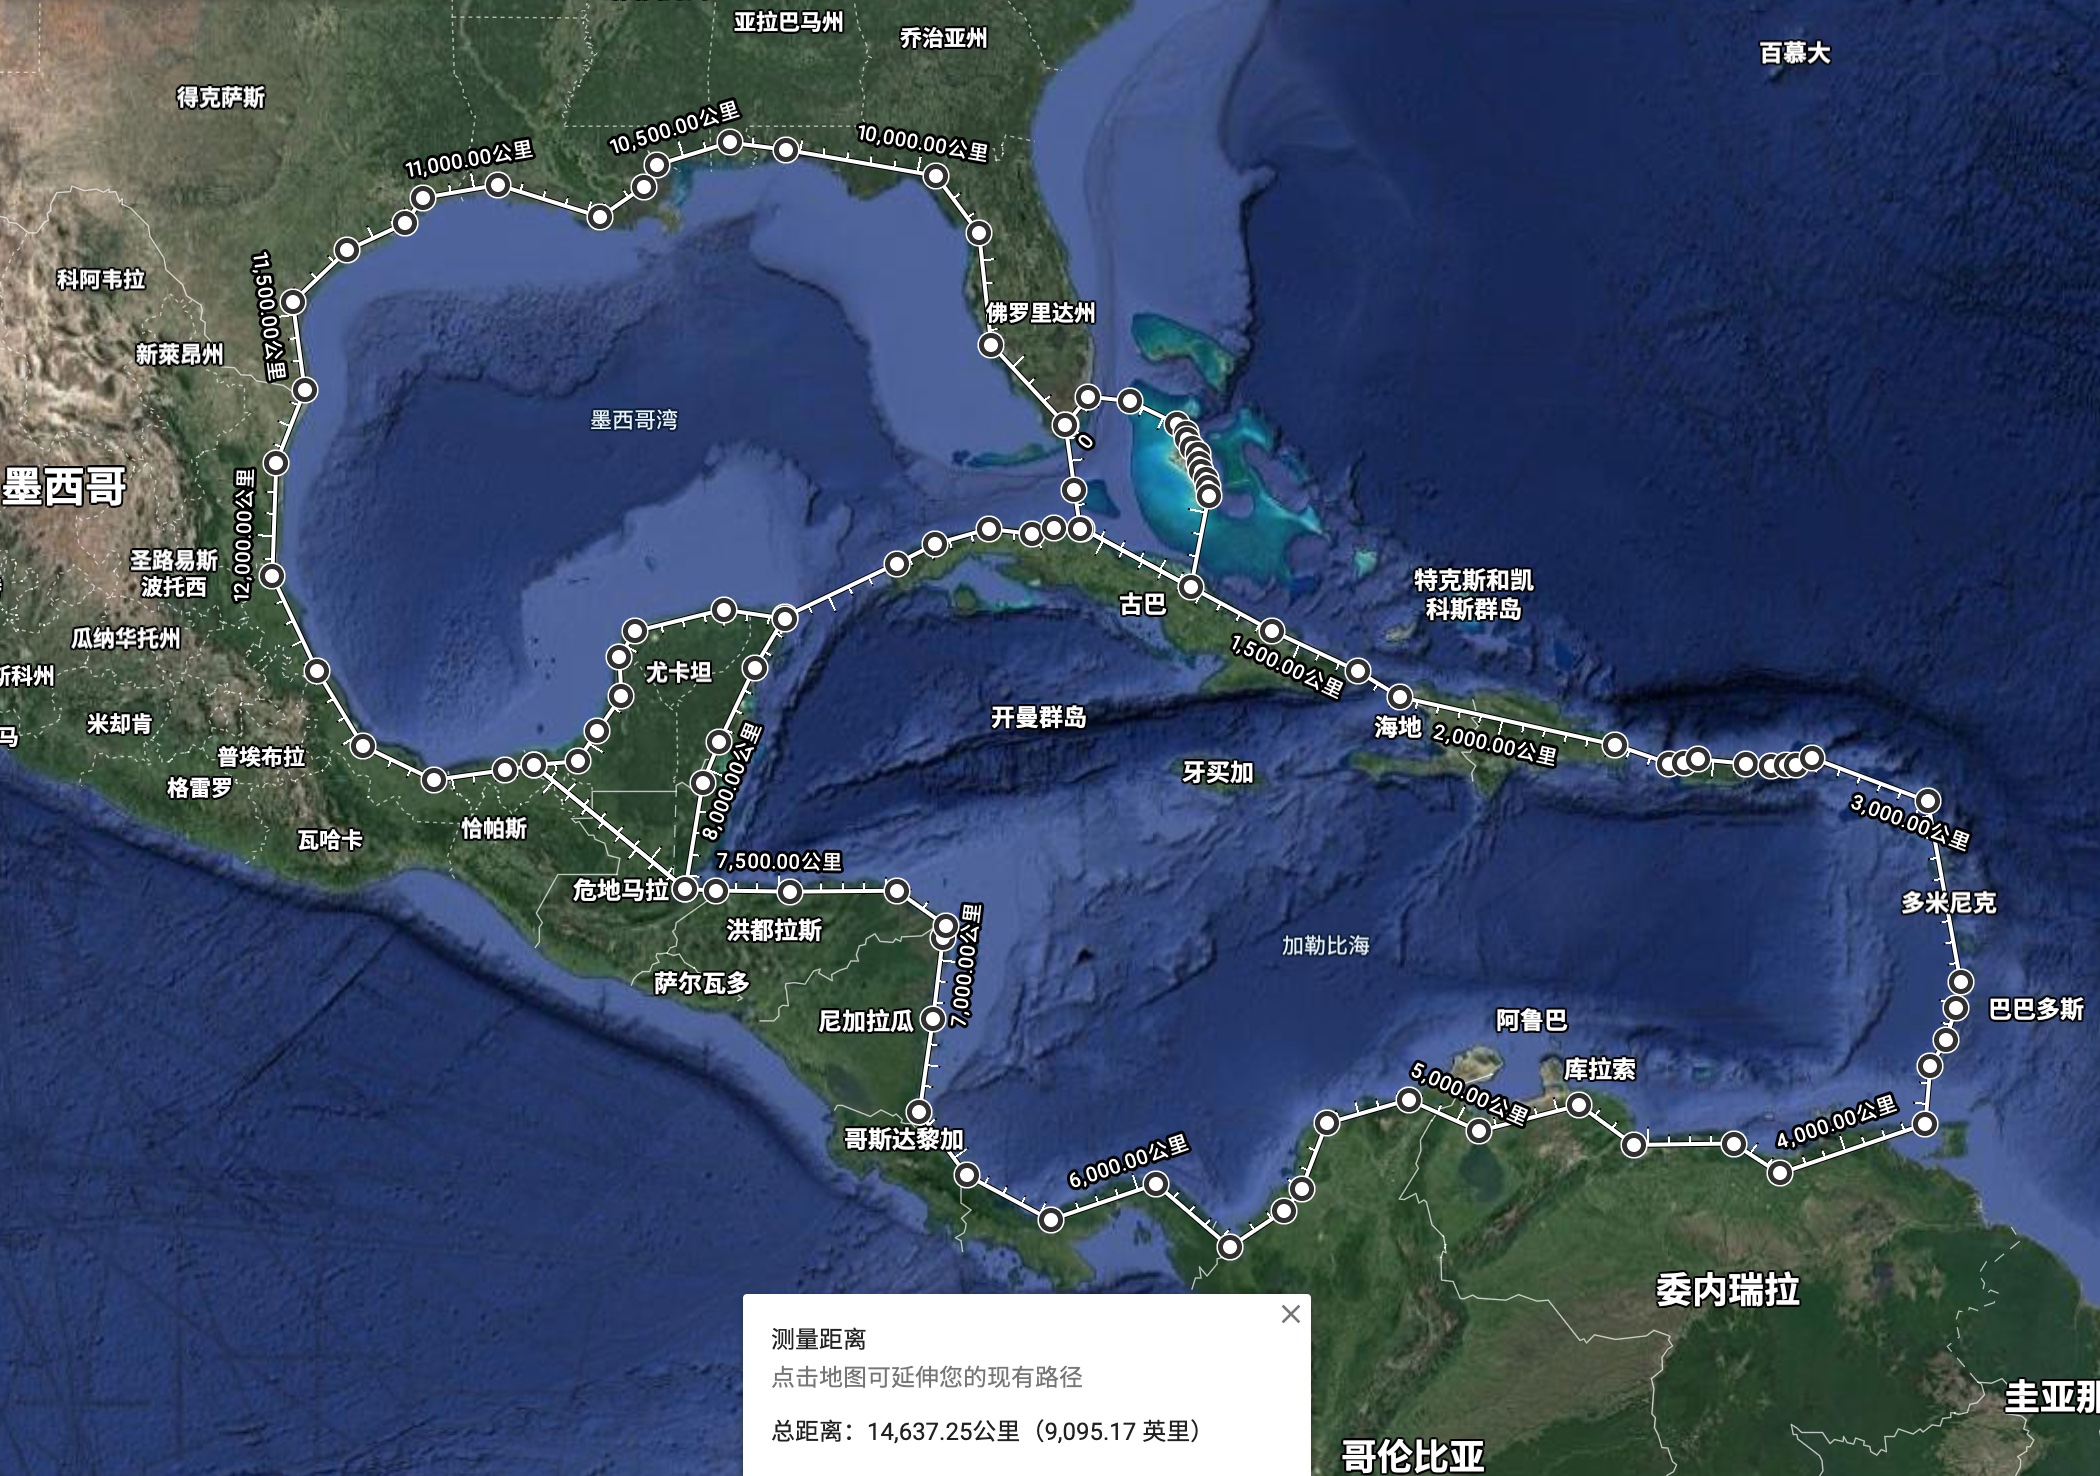 亚拉巴马州
乔治亚州
百慕大
得克萨斯
10,500.00公里
10,000.00公里
11,000.00公里
科阿韦拉
11,500.00公里
佛罗里达州
新莱昂州
墨西哥湾
0
墨西哥
12,000.00公里
圣路易斯
波托西
特克斯和凯
科斯群岛
古巴
瓜纳华托州
斯科州
尤卡坦
1,500.00公里
米却肯
开曼群岛
海地
2,000.00公里
马
普埃布拉
牙买加
格雷罗
8,000.00公里
3,000.00公里
恰帕斯
瓦哈卡
7,500.00公里
危地马拉
多米尼克
洪都拉斯
7,000.00公里
加勒比海
萨尔瓦多
巴巴多斯
尼加拉瓜
阿鲁巴
库拉索
5,000.00公里
4,000.00公里
哥斯达黎加
6,000.00公里
委内瑞拉
测量距离
点击地图可延伸您的现有路径
圭亚那
总距离：14,637.25公里（9,095.17 英里）
哥伦比亚